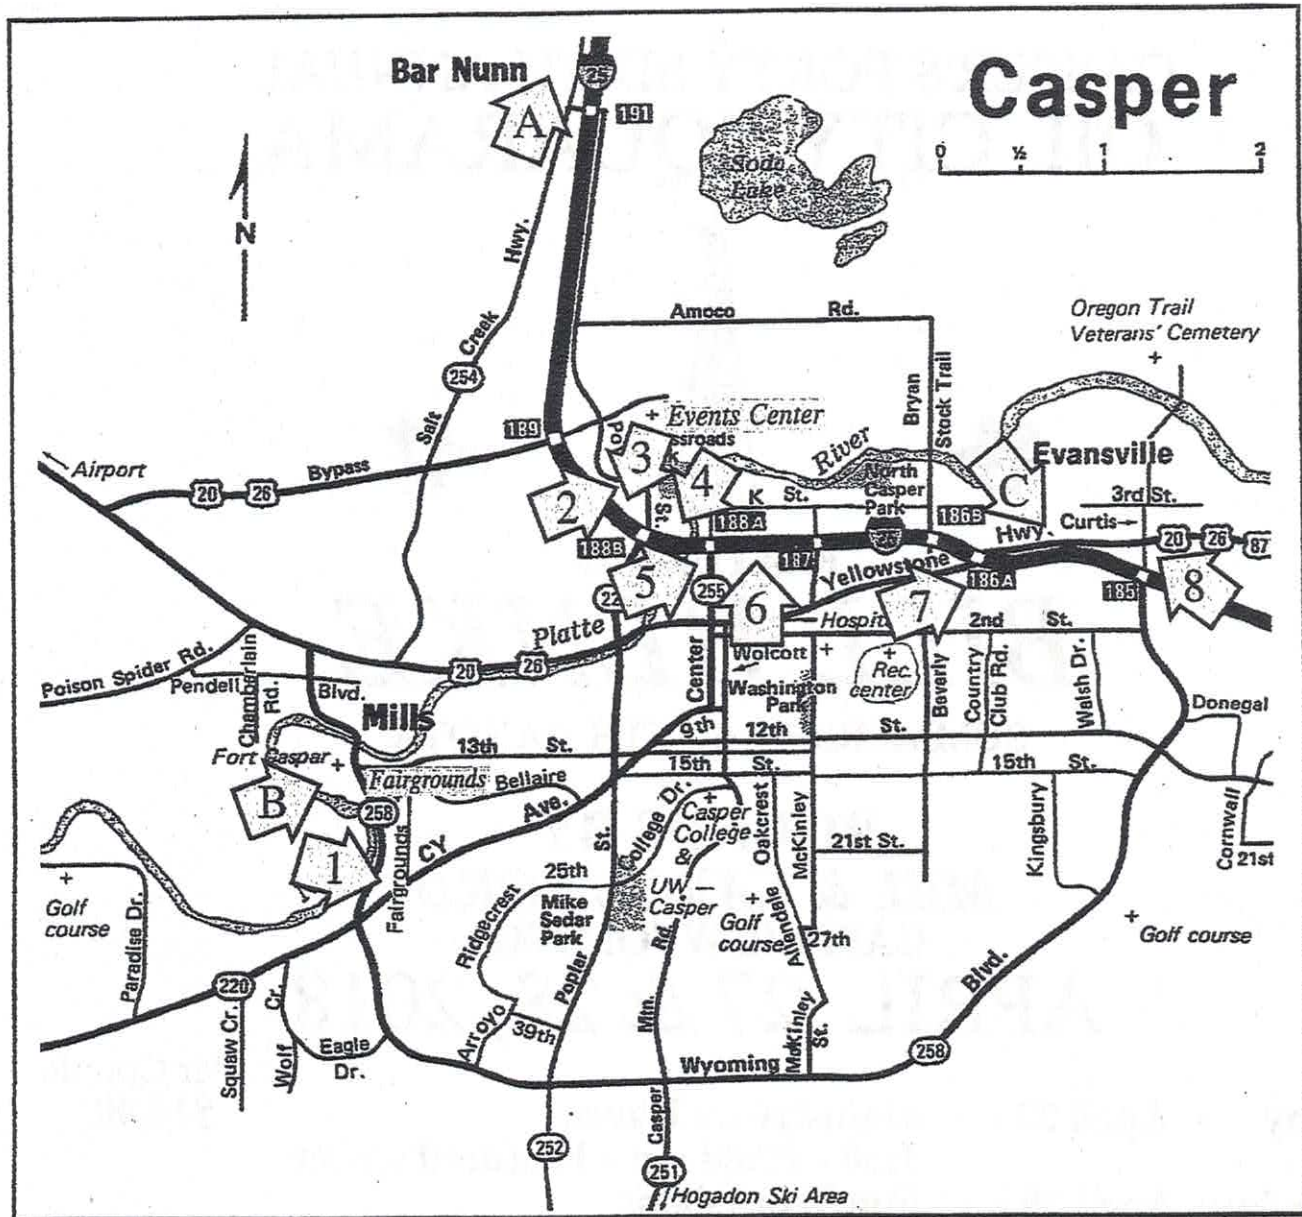 Casper
0 ½ 1 2
Bar Nunn
25
A
191
N
Soda
Lake
Hwy.
Creek
254
Salt
Amoco Rd.
Oregon Trail
Veterans' Cemetery
Bryan
Stock Trail
189
Events Center
ssroads
3
4
River
North
Casper
Park
Evansville
C
Airport
20 26
Bypass
2
St.
K St.
188A
188B
187
186B
3rd St.
Curtis
Hwy.
20 26 87
Yellowstone
186A
185
8
5
255
6
7
Platte
Hospit
2nd St.
20 26
Poison Spider Rd.
Chamberlain
Rd.
Pendell
Blvd.
Mills
Center
Wolcott
Washington
Park
Rec.
center
Beverly
Country
Club Rd.
Walsh Dr.
Donegal
9th
12th St.
13th St.
15th St.
15th St.
Fort Caspar
Fairgrounds
Bellaire
B
258
1
Fairgrounds
CY Ave.
St.
ollege Dr.
Casper
College
&
UW —
Casper
Oakcrest
McKinley
21st St.
Kingsbury
Cornwall
21st
Golf
course
Paradise Dr.
25th
Ridgecrest
Mike
Sedar
Park
Rd.
Golf
course
Allendale
27th
Golf course
Blvd.
220
Squaw Cr.
Wolf Cr.
Eagle
Dr.
Arroyo
39th
Poplar
Mtn.
McKinley
St.
Wyoming
258
Casper
252
251
Hogadon Ski Area